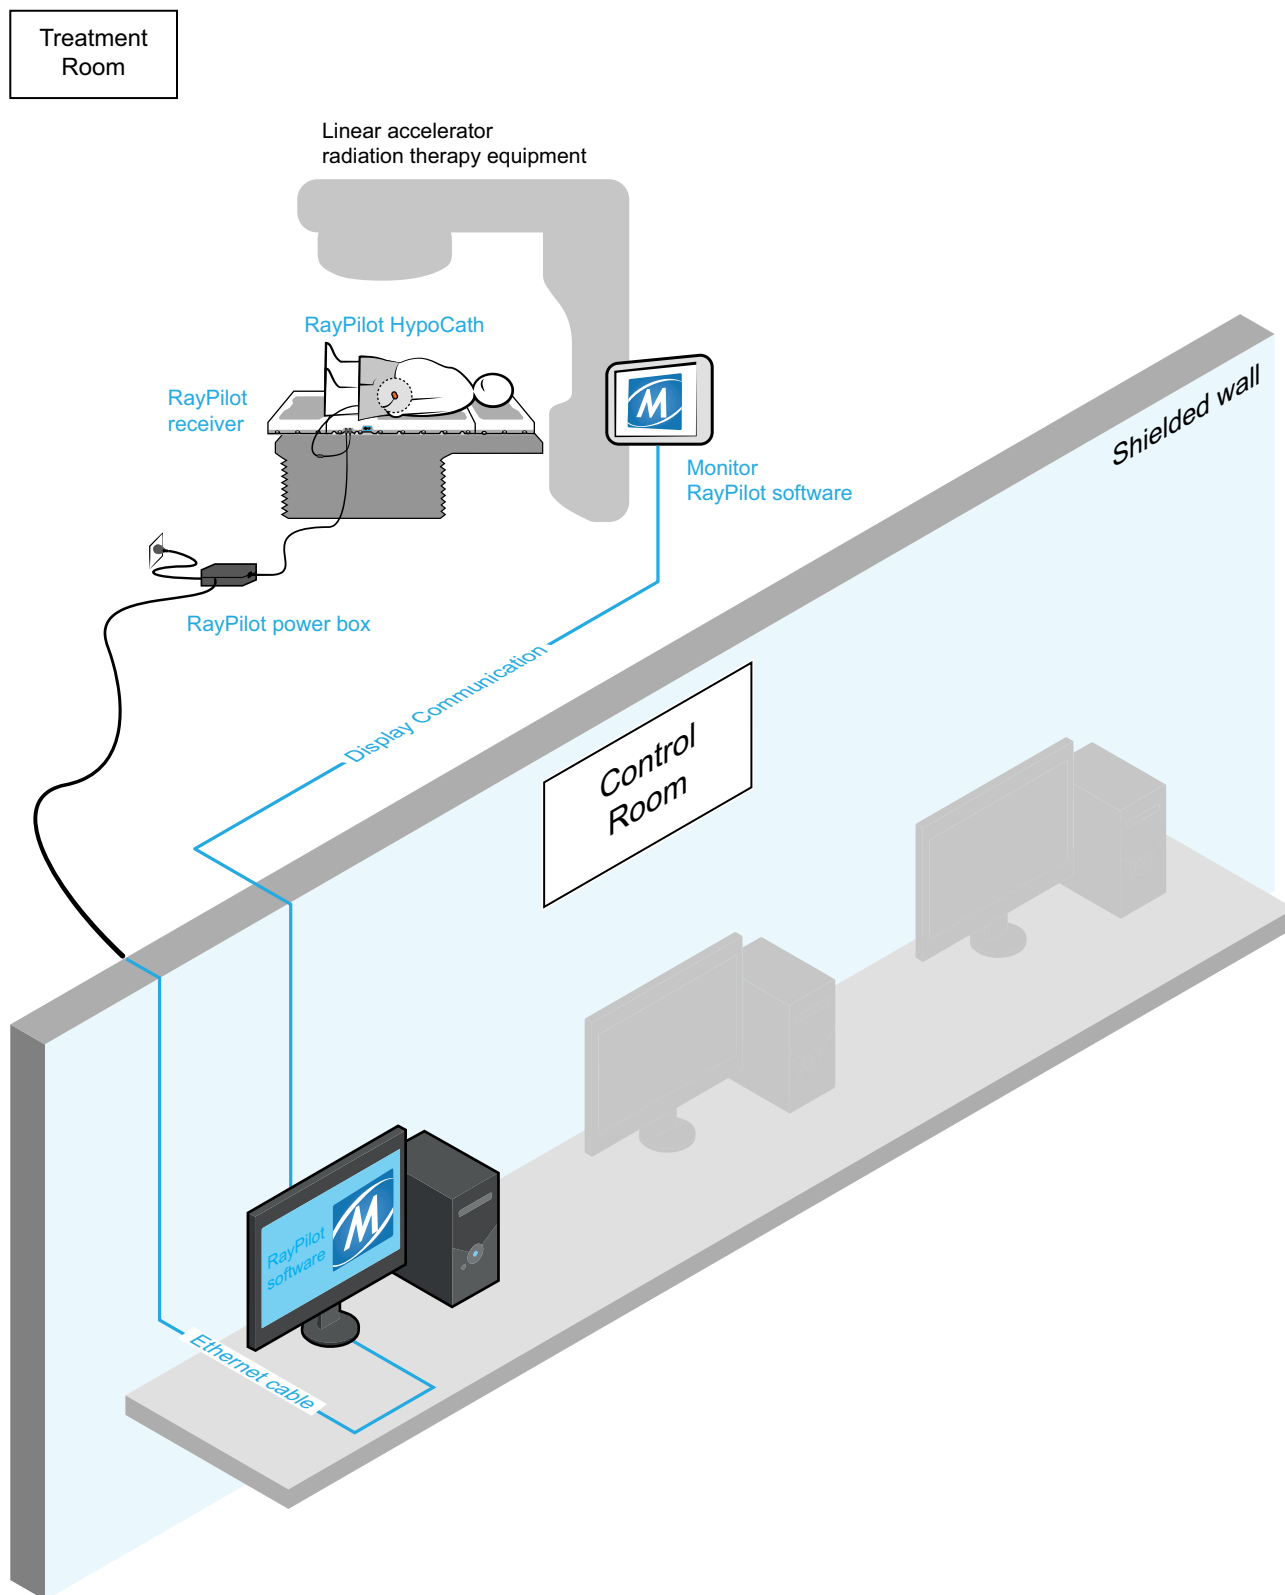 Treatment
Room
Linear accelerator
radiation therapy equipment
RayPilot HypoCath
RayPilot
receiver
M
Monitor
RayPilot software
Shielded wall
RayPilot power box
Display Communication
Control
Room
RayPilot
software
M
Ethernet cable